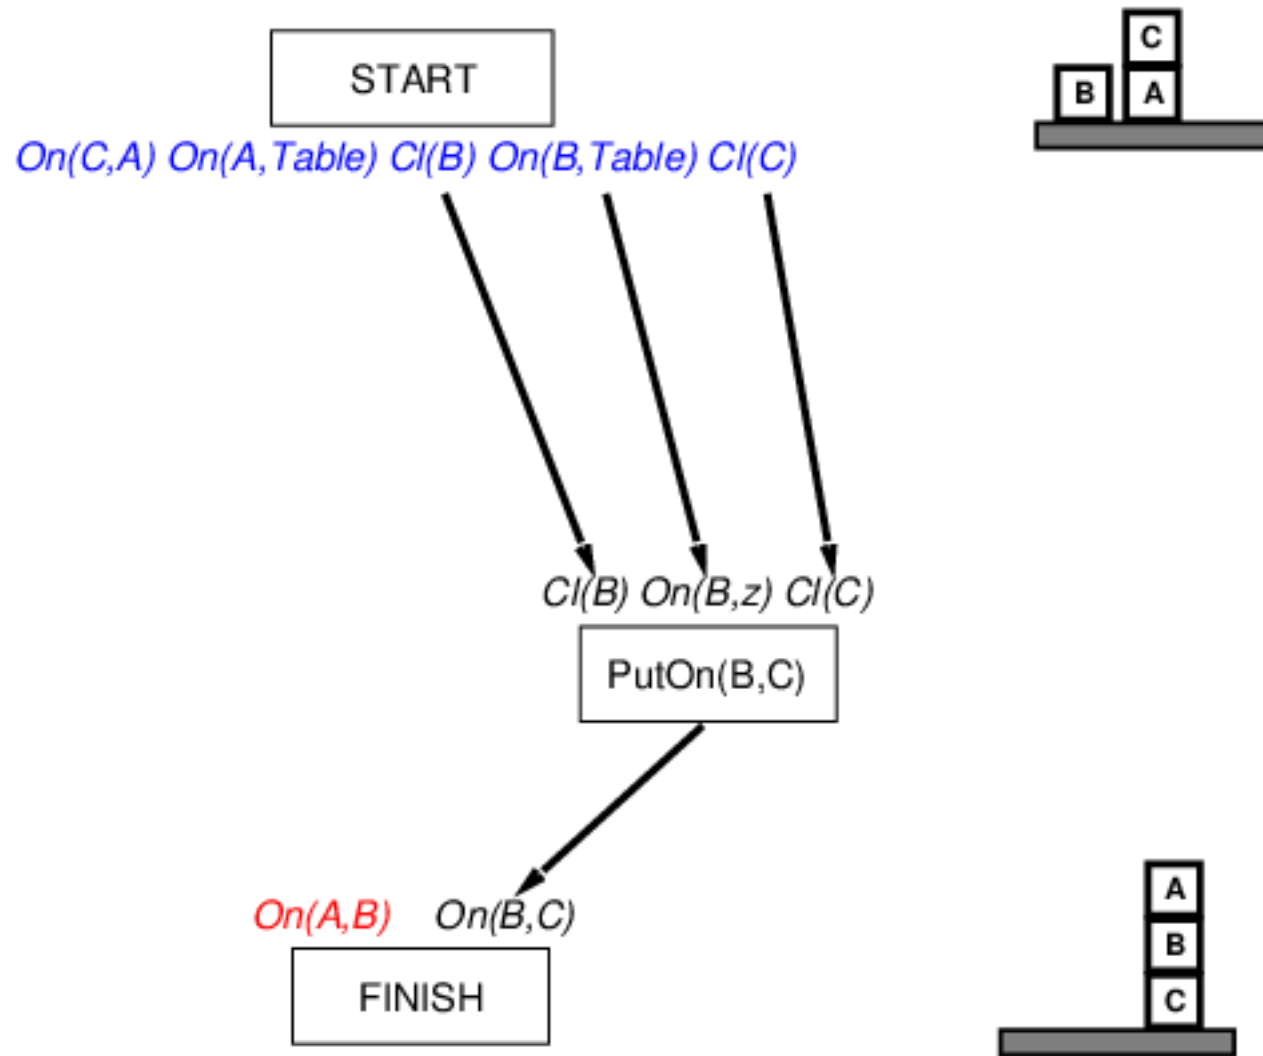 START
C
B A
On(C,A) On(A,Table) Cl(B) On(B,Table) Cl(C)
Cl(B) On(B,z) Cl(C)
PutOn(B,C)
On(A,B) On(B,C)
FINISH
A
B
C